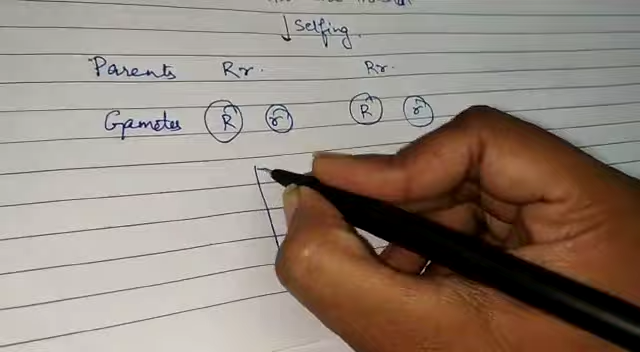 ↓ Selfing.
Parents Rr. Rr.
Gametes R r R r